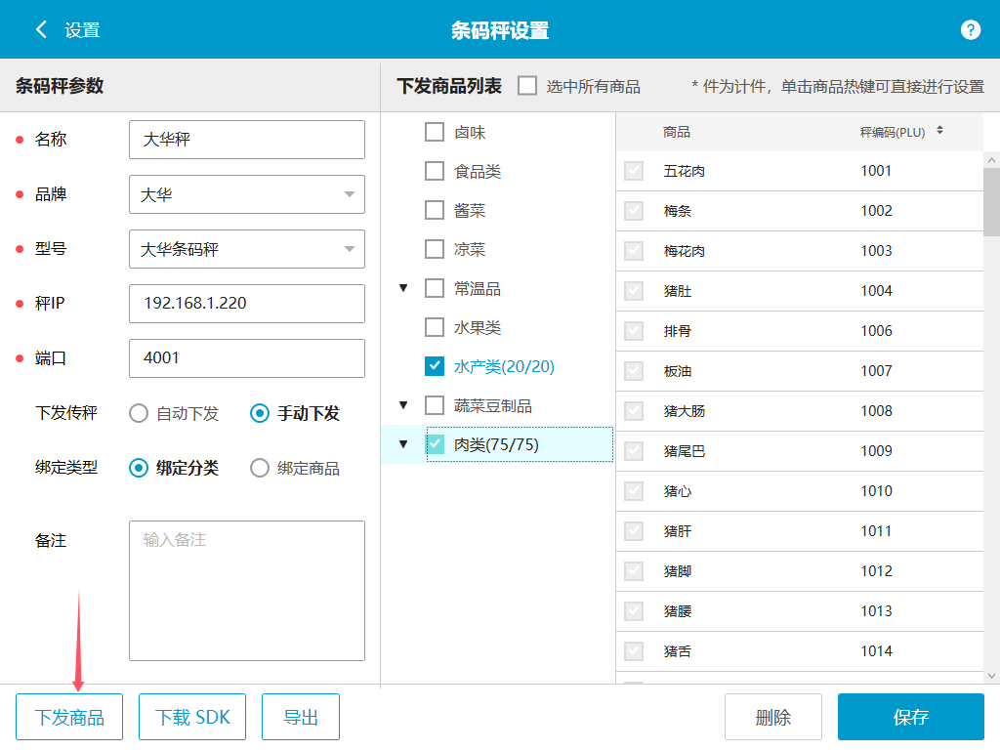 设置
条码秤设置
?
条码秤参数
下发商品列表
选中所有商品
* 件为计件，单击商品热键可直接进行设置
名称
大华秤
品牌
大华
型号
大华条码秤
秤IP
192.168.1.220
端口
4001
下发传秤
自动下发
手动下发
绑定类型
绑定分类
绑定商品
备注
输入备注
卤味
食品类
酱菜
凉菜
常温品
水果类
水产类(20/20)
蔬菜豆制品
肉类(75/75)
商品 秤编码(PLU)
五花肉 1001
梅条 1002
梅花肉 1003
猪肚 1004
排骨 1006
板油 1007
猪大肠 1008
猪尾巴 1009
猪心 1010
猪肝 1011
猪脚 1012
猪腰 1013
猪舌 1014
下发商品
下载 SDK
导出
删除
保存